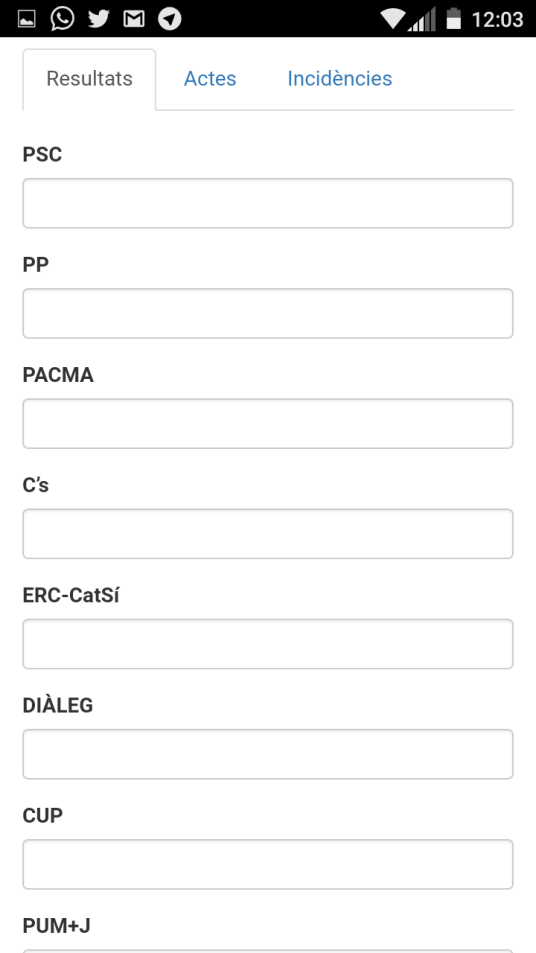 12:03
Resultats Actes Incidències
PSC
PP
PACMA
C's
ERC-CatSí
DIÀLEG
CUP
PUM+J